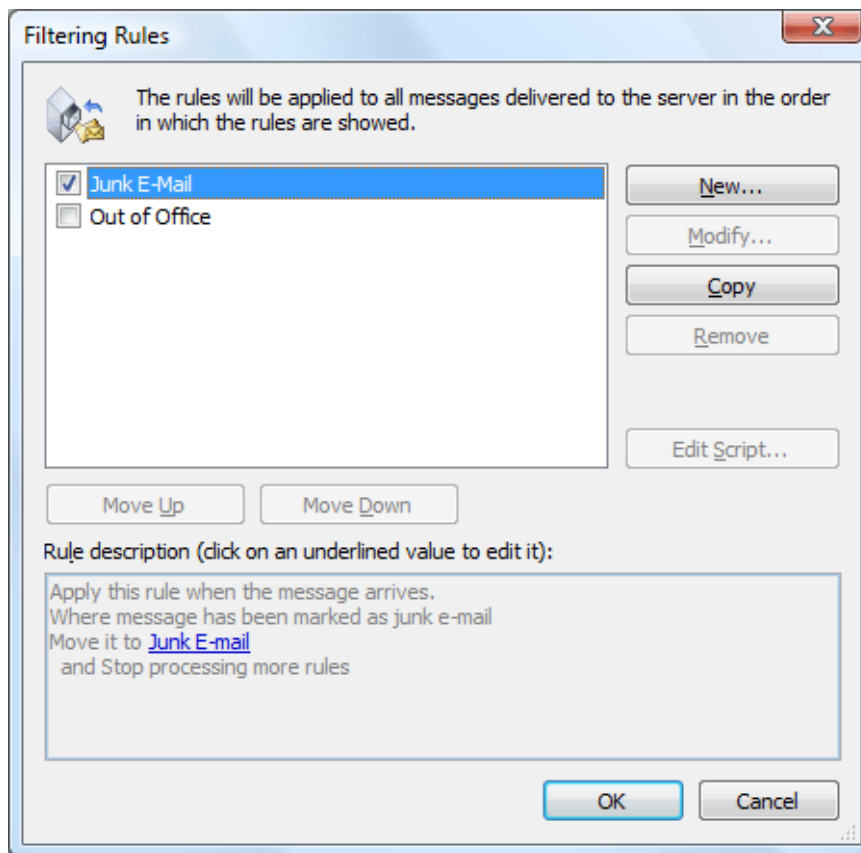 Filtering Rules
The rules will be applied to all messages delivered to the server in the order
in which the rules are showed.
Junk E-Mail
Out of Office
New...
Modify...
Copy
Remove
Edit Script...
Move Up
Move Down
Rule description (click on an underlined value to edit it):
Apply this rule when the message arrives.
Where message has been marked as junk e-mail
Move it to Junk E-mail
and Stop processing more rules
OK
Cancel